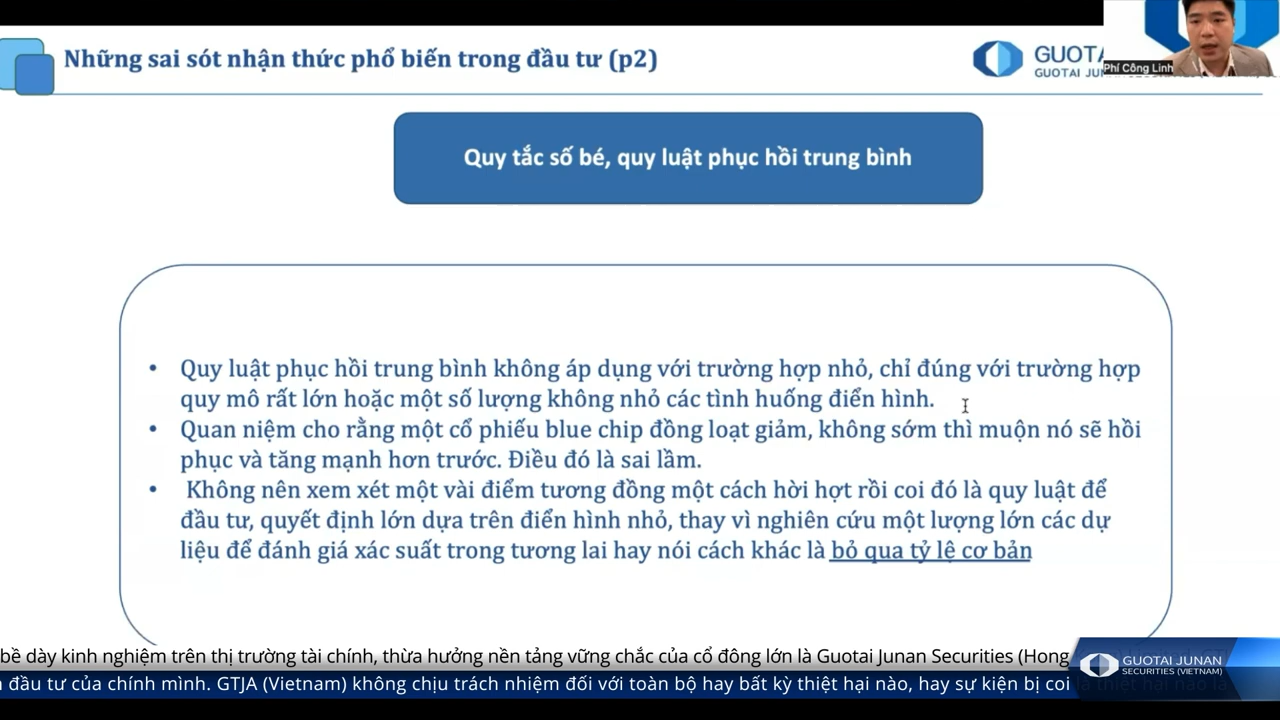 Những sai sót nhận thức phổ biến trong đầu tư (p2)
GUOTA
GUOTAI JU
Phí Công Linh
Quy tắc số bé, quy luật phục hồi trung bình
• Quy luật phục hồi trung bình không áp dụng với trường hợp nhỏ, chỉ đúng với trường hợp
quy mô rất lớn hoặc một số lượng không nhỏ các tình huống điển hình.
• Quan niệm cho rằng một cổ phiếu blue chip đồng loạt giảm, không sớm thì muộn nó sẽ hồi
phục và tăng mạnh hơn trước. Điều đó là sai lầm.
• Không nên xem xét một vài điểm tương đồng một cách hời hợt rồi coi đó là quy luật để
đầu tư, quyết định lớn dựa trên điển hình nhỏ, thay vì nghiên cứu một lượng lớn các dự
liệu để đánh giá xác suất trong tương lai hay nói cách khác là bỏ qua tỷ lệ cơ bản
bề dày kinh nghiệm trên thị trường tài chính, thừa hưởng nền tảng vững chắc của cổ đông lớn là Guotai Junan Securities (Hong
đầu tư của chính mình. GTJA (Vietnam) không chịu trách nhiệm đối với toàn bộ hay bất kỳ thiệt hại nào, hay sự kiện bị coi
GUOTAI JUNAN
SECURITIES (VIETNAM)